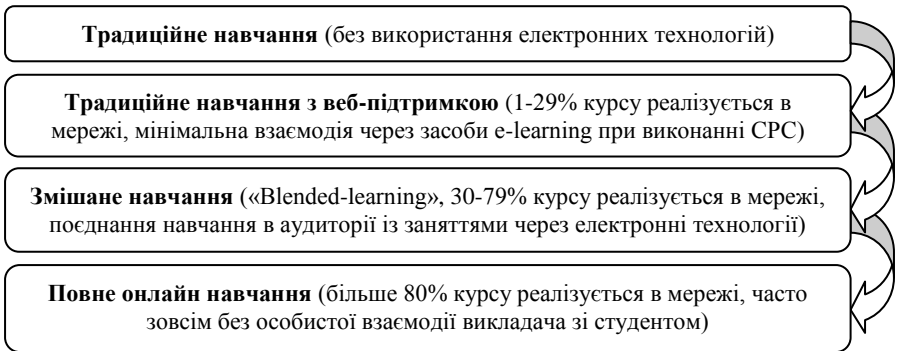 Традиційне навчання (без використання електронних технологій)
Традиційне навчання з веб-підтримкою (1-29% курсу реалізується в
мережі, мінімальна взаємодія через засоби e-learning при виконанні СРС)
Змішане навчання («Blended-learning», 30-79% курсу реалізується в мережі,
поєднання навчання в аудиторії із заняттями через електронні технології)
Повне онлайн навчання (більше 80% курсу реалізується в мережі, часто
зовсім без особистої взаємодії викладача зі студентом)